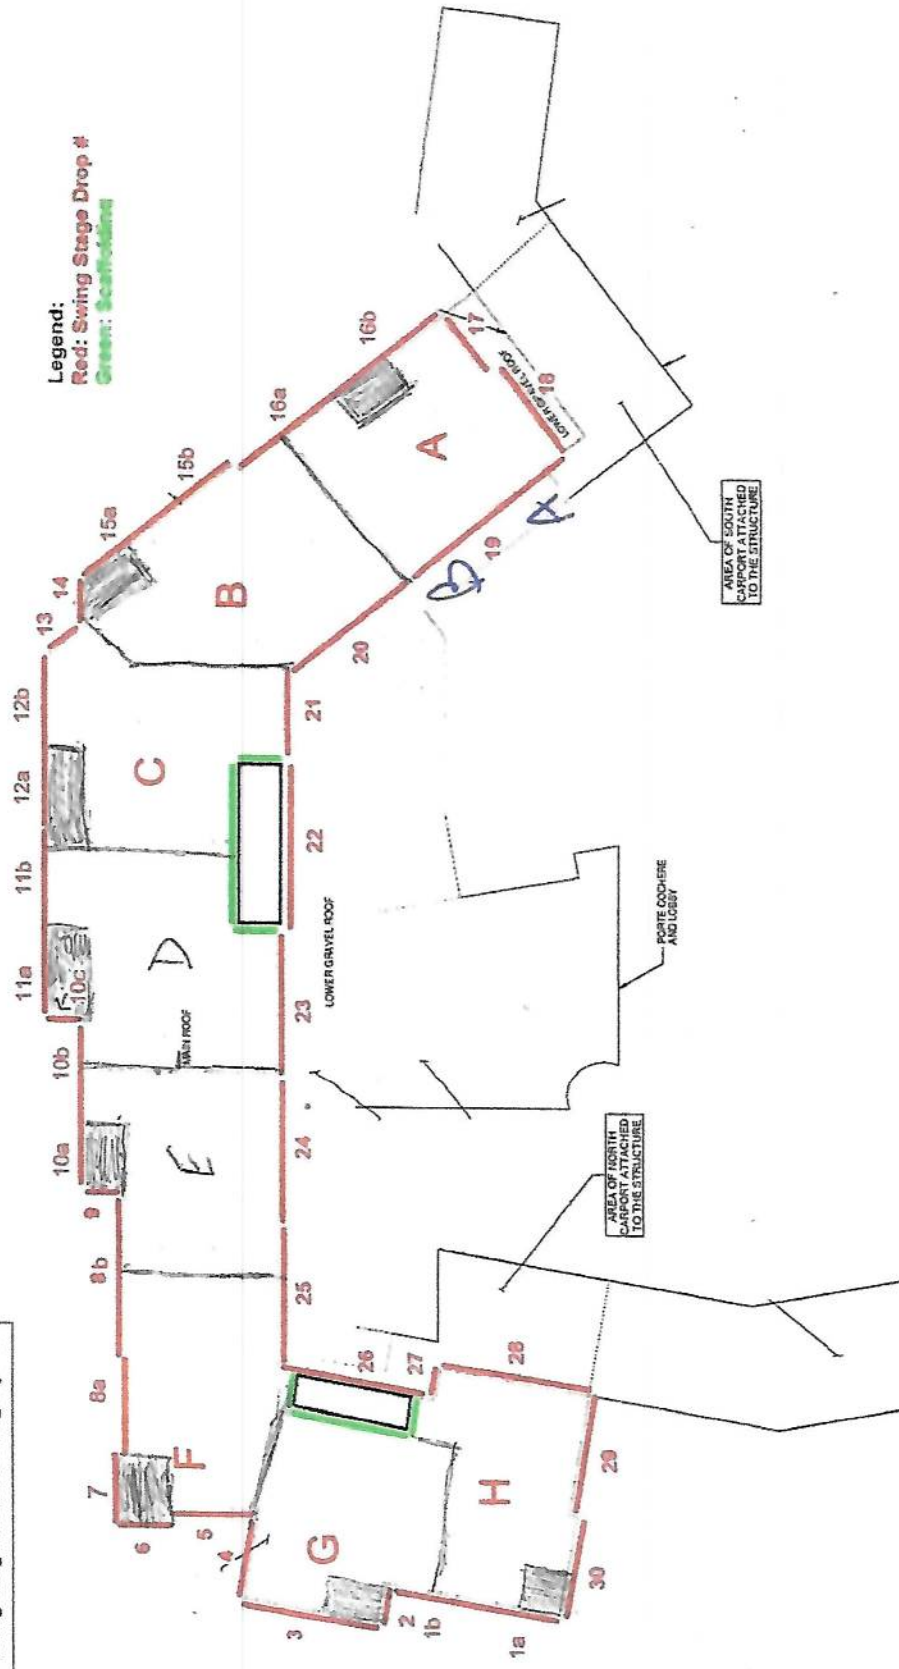 Legend:
Red: Swing Stage Drop #
Green: Scaffolding
1a
1b
2
3
4
5
6
7
8a
8b
9
10a
10b
10c
11a
11b
12a
12b
13
14
15a
15b
16a
16b
17
18
19
20
21
22
23
24
25
26
27
28
29
30
A
B
C
D
E
F
G
H
A
B
MAIN ROOF
LOWER GRAVEL ROOF
LOWER GRAVEL ROOF
PORTE COCHERE
AND LOBBY
AREA OF NORTH
CARPORT ATTACHED
TO THE STRUCTURE
AREA OF SOUTH
CARPORT ATTACHED
TO THE STRUCTURE